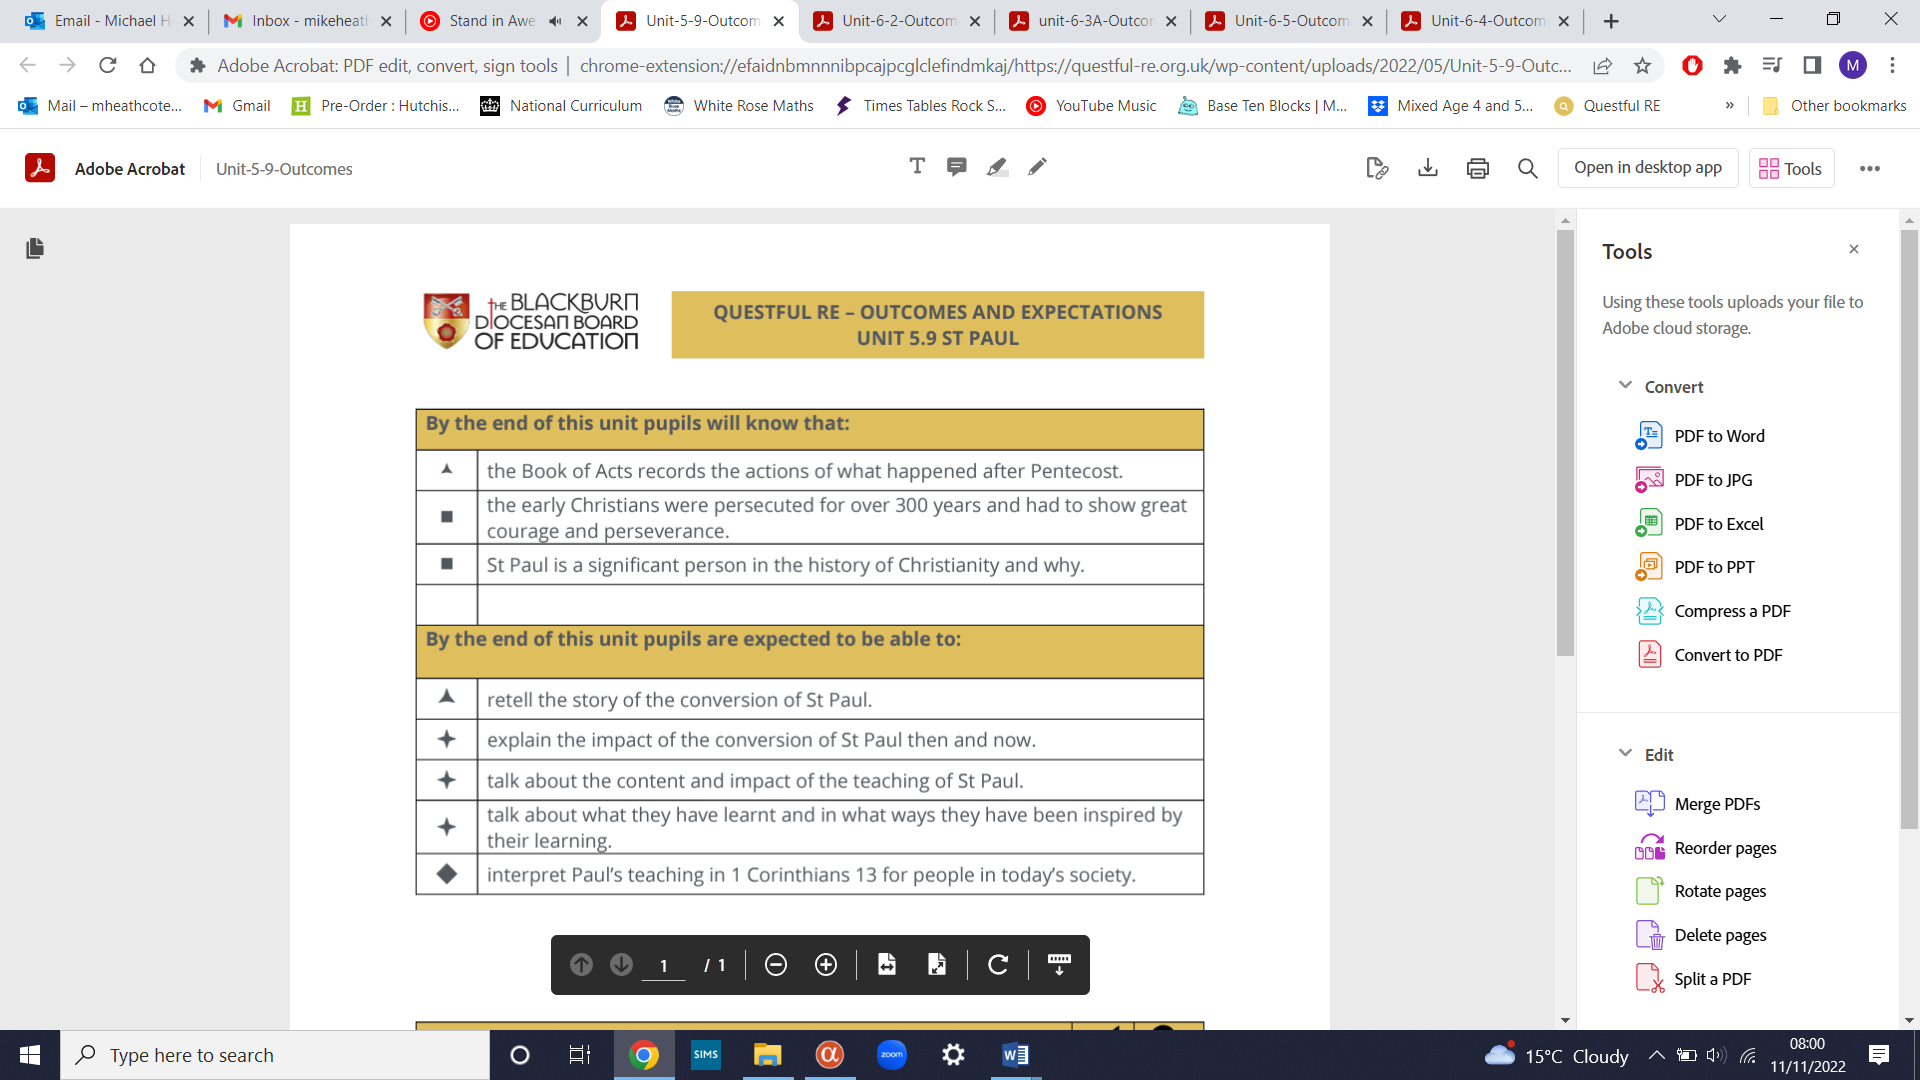 Email - Michael H
Inbox - mikeheath
Stand in Awe
Unit-5-9-Outcom
Unit-6-2-Outcom
unit-6-3A-Outcor
Unit-6-5-Outcom
Unit-6-4-Outcom
Adobe Acrobat: PDF edit, convert, sign tools | chrome-extension://efaidnbmnnnibpcajpcglclefindmkaj/https://questful-re.org.uk/wp-content/uploads/2022/05/Unit-5-9-Outc...
M
Mail – mheathcote...
Gmail
Pre-Order : Hutchis...
National Curriculum
White Rose Maths
Times Tables Rock S...
YouTube Music
Base Ten Blocks | M...
Mixed Age 4 and 5...
Questful RE
»
Other bookmarks
Adobe Acrobat
Unit-5-9-Outcomes
Open in desktop app
Tools
THE BLACKBURN
DIOCESAN BOARD
OF EDUCATION
QUESTFUL RE – OUTCOMES AND EXPECTATIONS
UNIT 5.9 ST PAUL
By the end of this unit pupils will know that:
the Book of Acts records the actions of what happened after Pentecost.
the early Christians were persecuted for over 300 years and had to show great
courage and perseverance.
St Paul is a significant person in the history of Christianity and why.
By the end of this unit pupils are expected to be able to:
retell the story of the conversion of St Paul.
explain the impact of the conversion of St Paul then and now.
talk about the content and impact of the teaching of St Paul.
talk about what they have learnt and in what ways they have been inspired by
their learning.
interpret Paul's teaching in 1 Corinthians 13 for people in today's society.
1 / 1
Tools
Using these tools uploads your file to
Adobe cloud storage.
Convert
PDF to Word
PDF to JPG
PDF to Excel
PDF to PPT
Compress a PDF
Convert to PDF
Edit
Merge PDFs
Reorder pages
Rotate pages
Delete pages
Split a PDF
Type here to search
SIMS
zoom
15°C Cloudy
08:00
11/11/2022